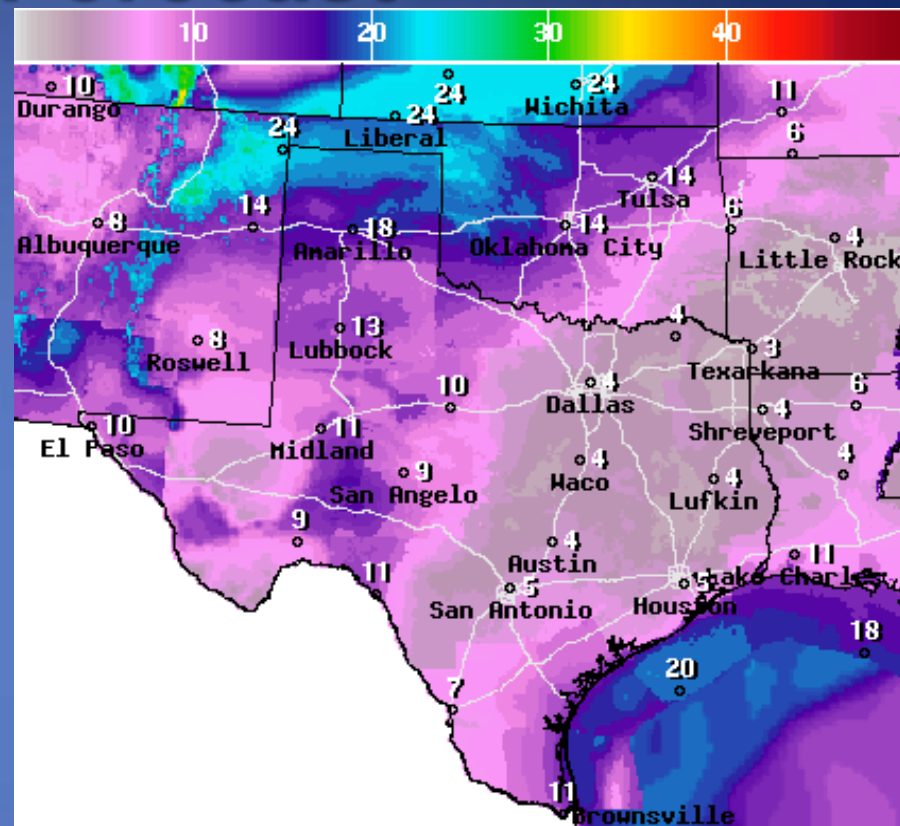 10 20 30 40
24
10 24 11
Durango Wichita
24
Liberal
24 6
14
Tulsa
14 6
8 18 14 4
Albuquerque Amarillo Oklahoma City Little Rock
13 4
8 Lubbock 3
Roswell Texarkana
10 4 6
Dallas 4
10 11 Shreveport
El Paso Midland
9 4 4 4
San Angelo Waco Lufkin
9 4 11
Austin
11 5 5 Lake Charles
San Antonio Houston
18
20
7
11
Brownsville